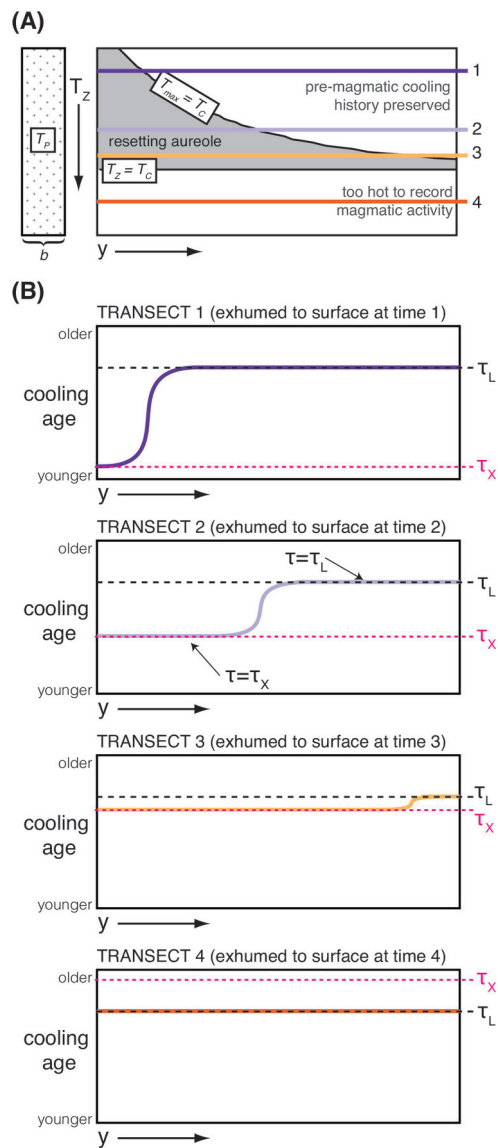 (A)
1
pre-magmatic cooling
history preserved
T_Z
T_max = T_C
2
resetting aureole
3
T_P
T_Z = T_C
too hot to record
magmatic activity
4
b
y
(B)
TRANSECT 1 (exhumed to surface at time 1)
older
τ_L
cooling
age
younger
τ_X
y
TRANSECT 2 (exhumed to surface at time 2)
older
τ=τ_L
τ_L
cooling
age
τ_X
τ=τ_X
younger
y
TRANSECT 3 (exhumed to surface at time 3)
older
τ_L
τ_X
cooling
age
younger
y
TRANSECT 4 (exhumed to surface at time 4)
older
τ_X
τ_L
cooling
age
younger
y